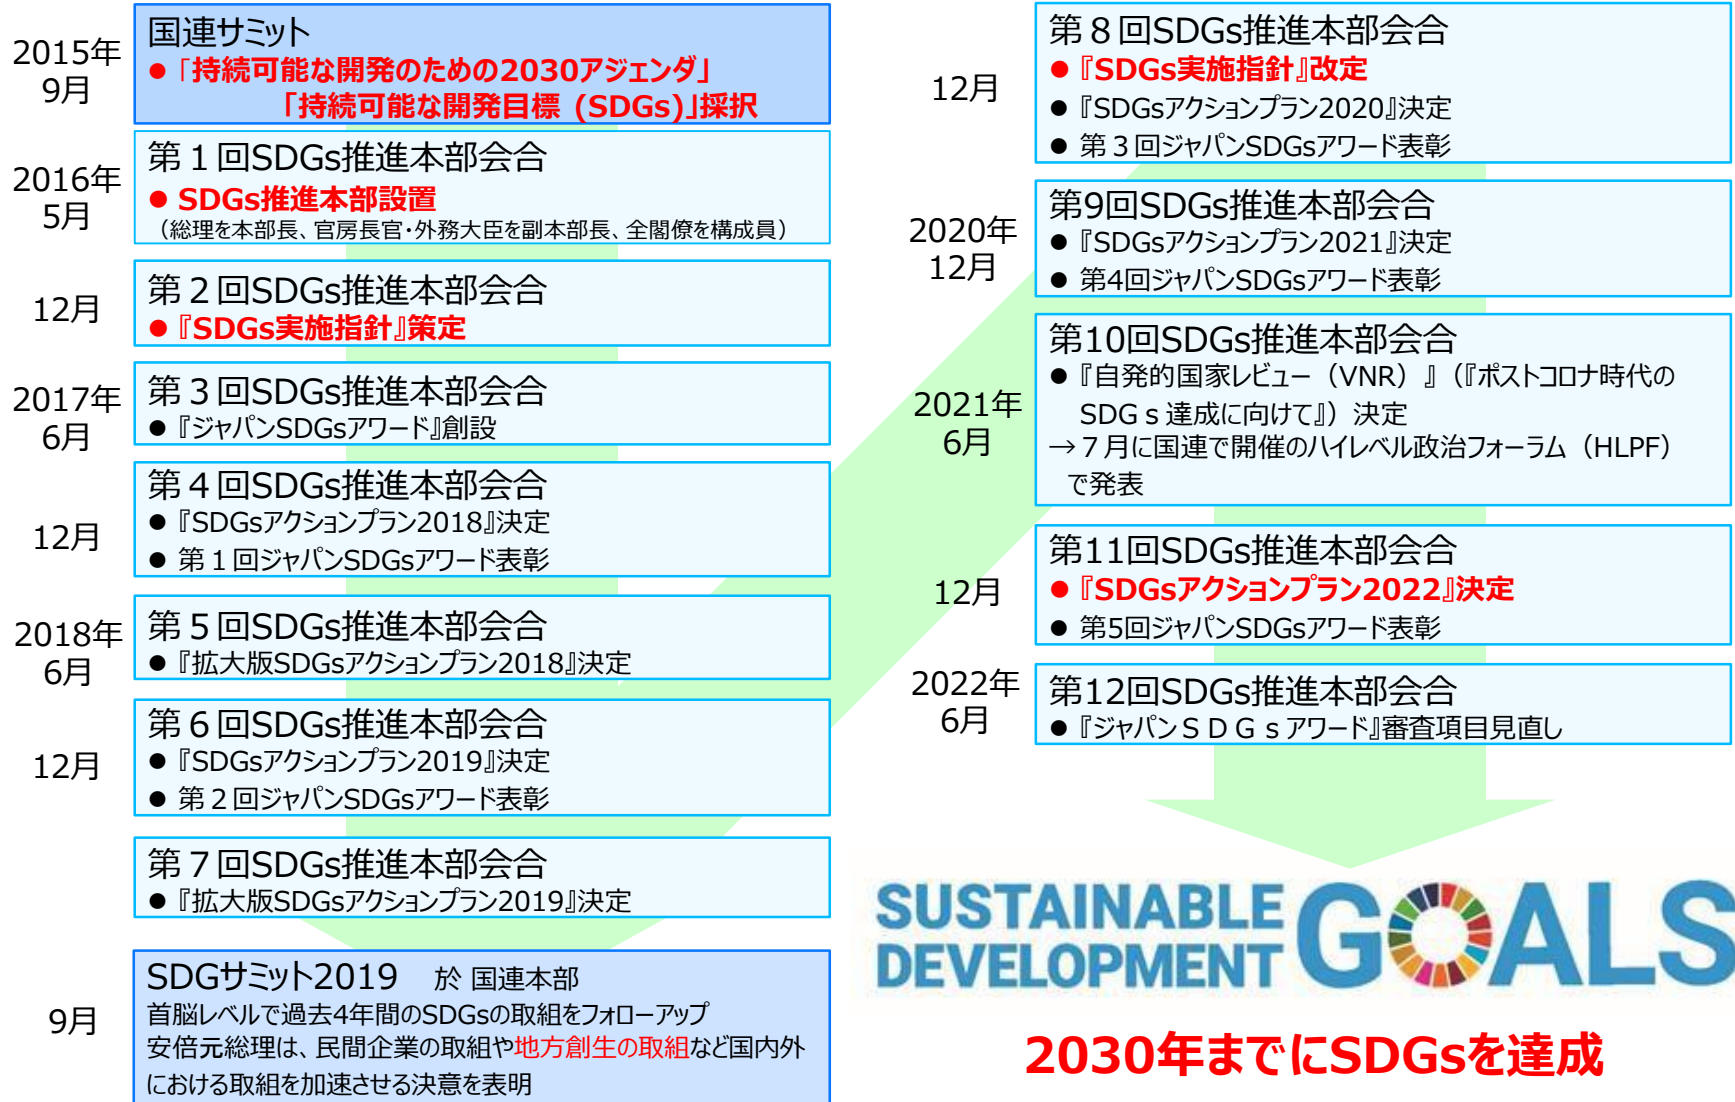 2015年
9月
国連サミット
● 「持続可能な開発のための2030アジェンダ」
「持続可能な開発目標 (SDGs)」採択
2016年
5月
第１回SDGs推進本部会合
● SDGs推進本部設置
（総理を本部長、官房長官・外務大臣を副本部長、全閣僚を構成員）
12月
第２回SDGs推進本部会合
● 『SDGs実施指針』策定
2017年
6月
第３回SDGs推進本部会合
● 『ジャパンSDGsアワード』創設
12月
第４回SDGs推進本部会合
● 『SDGsアクションプラン2018』決定
● 第１回ジャパンSDGsアワード表彰
2018年
6月
第５回SDGs推進本部会合
● 『拡大版SDGsアクションプラン2018』決定
12月
第６回SDGs推進本部会合
● 『SDGsアクションプラン2019』決定
● 第２回ジャパンSDGsアワード表彰
第７回SDGs推進本部会合
● 『拡大版SDGsアクションプラン2019』決定
9月
SDGサミット2019　於 国連本部
首脳レベルで過去4年間のSDGsの取組をフォローアップ
安倍元総理は、民間企業の取組や地方創生の取組など国内外
における取組を加速させる決意を表明
12月
第８回SDGs推進本部会合
● 『SDGs実施指針』改定
● 『SDGsアクションプラン2020』決定
● 第３回ジャパンSDGsアワード表彰
2020年
12月
第9回SDGs推進本部会合
● 『SDGsアクションプラン2021』決定
● 第4回ジャパンSDGsアワード表彰
2021年
6月
第10回SDGs推進本部会合
● 『自発的国家レビュー（VNR）』（『ポストコロナ時代の
SDGｓ達成に向けて』）決定
→７月に国連で開催のハイレベル政治フォーラム（HLPF）
で発表
12月
第11回SDGs推進本部会合
● 『SDGsアクションプラン2022』決定
● 第5回ジャパンSDGsアワード表彰
2022年
6月
第12回SDGs推進本部会合
● 『ジャパンＳＤＧｓアワード』審査項目見直し
SUSTAINABLE
DEVELOPMENT
GOALS
2030年までにSDGsを達成